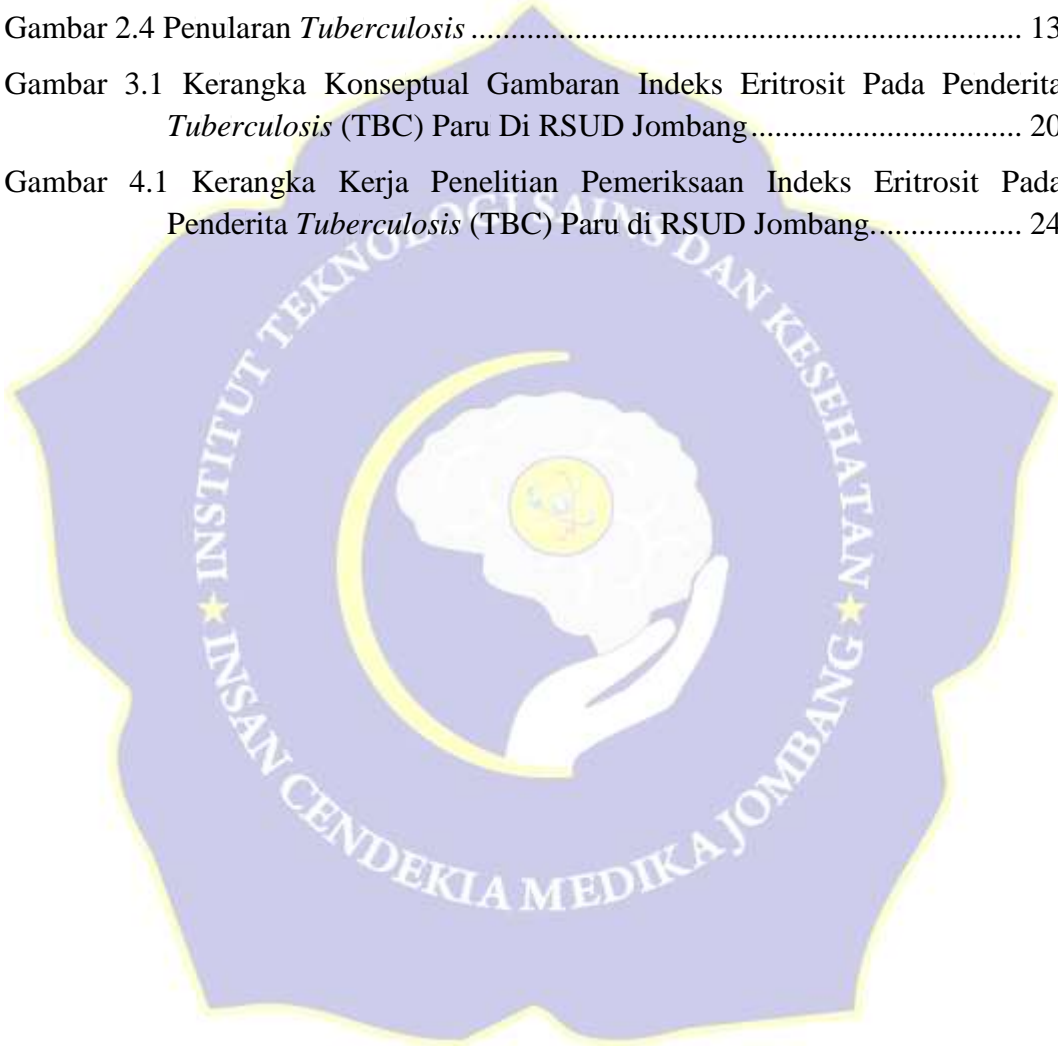 Gambar 2.4 Penularan Tuberculosis ........................................................................ 13
Gambar 3.1 Kerangka Konseptual Gambaran Indeks Eritrosit Pada Penderita
Tuberculosis (TBC) Paru Di RSUD Jombang................................... 20
Gambar 4.1 Kerangka Kerja Penelitian Pemeriksaan Indeks Eritrosit Pada
Penderita Tuberculosis (TBC) Paru di RSUD Jombang.................... 24
INSTITUT TEKNOLOGI SAINS DAN KESEHATAN
INSAN CENDEKIA MEDIKA JOMBANG